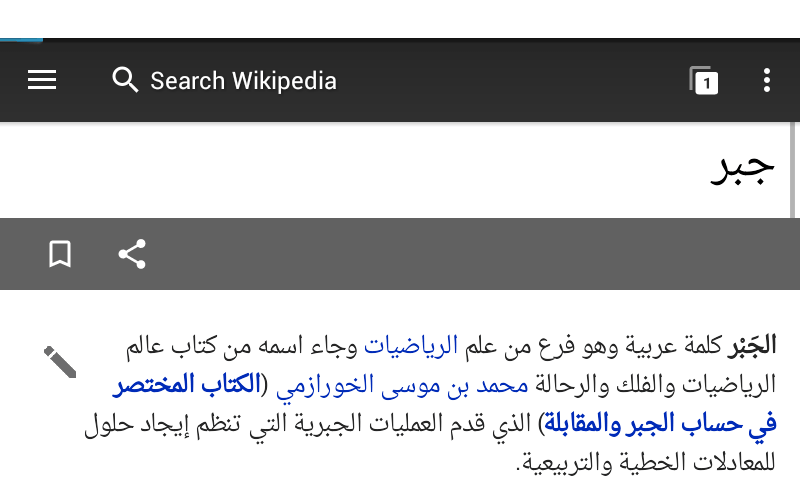 Search Wikipedia
1
جبر
الجَبْر كلمة عربية وهو فرع من علم الرياضيات وجاء اسمه من كتاب عالم
الرياضيات والفلك والرحالة محمد بن موسى الخورازمي (الكتاب المختصر
في حساب الجبر والمقابلة) الذي قدم العمليات الجبرية التي تنظم إيجاد حلول
للمعادلات الخطية والتربيعية.